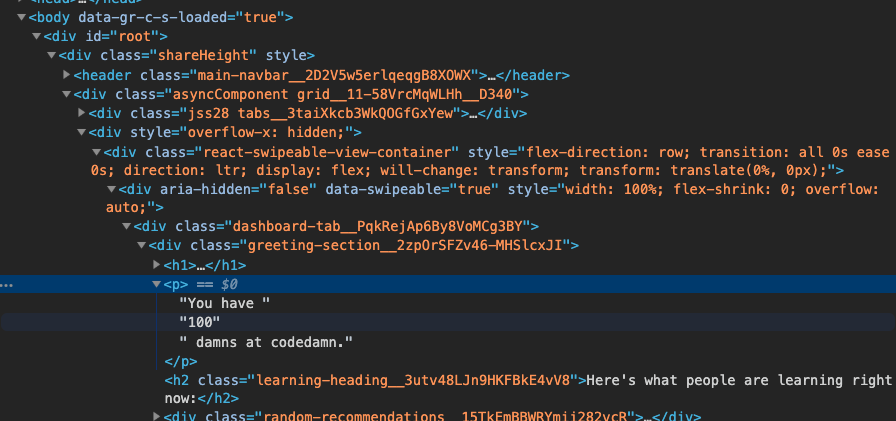 <head>…</head>
<body data-gr-c-s-loaded="true">
<div id="root">
<div class="shareHeight" style>
<header class="main-navbar__2D2V5w5erlqeqgB8XOWX">…</header>
<div class="asyncComponent grid__11-58VrcMqWLHh__D340">
<div class="jss28 tabs__3taiXkcb3WkQOGfGxYew">…</div>
<div style="overflow-x: hidden;">
<div class="react-swipeable-view-container" style="flex-direction: row; transition: all 0s ease
0s; direction: ltr; display: flex; will-change: transform; transform: translate(0%, 0px);">
<div aria-hidden="false" data-swipeable="true" style="width: 100%; flex-shrink: 0; overflow:
auto;">
<div class="dashboard-tab__PqkRejAp6By8VoMCg3BY">
<div class="greeting-section__2zpOrSFZv46-MHSlcxJI">
<h1>…</h1>
… <p> == $0
"You have "
"100"
" damns at codedamn."
</p>
<h2 class="learning-heading__3utv48LJn9HKFBkE4vV8">Here's what people are learning right
now:</h2>
<div class="random-recommendations__15TkEmBBWRYmii282vcR">…</div>